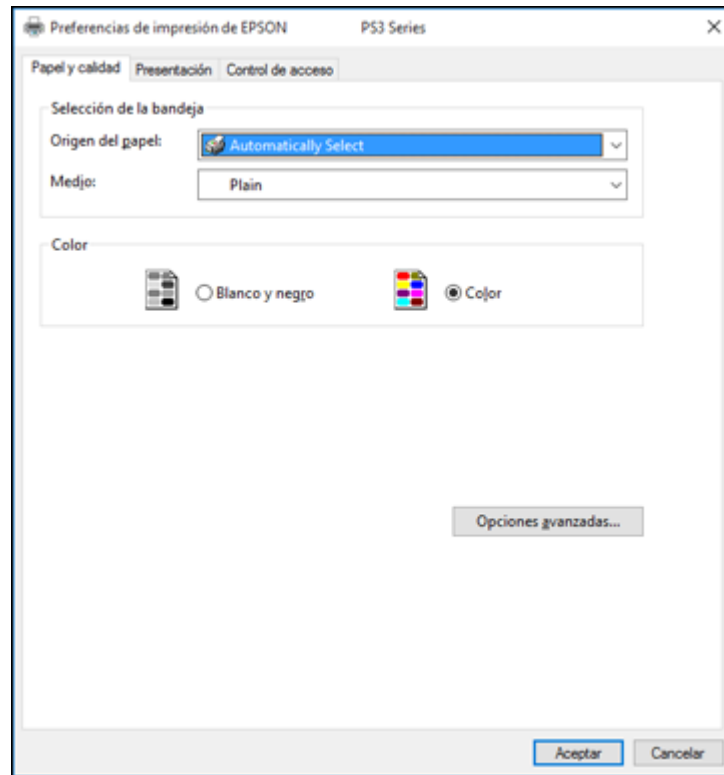 Preferencias de impresión de EPSON PS3 Series
Papel y calidad Presentación Control de acceso
Selección de la bandeja
Origen del papel: Automatically Select
Medio: Plain
Color
Blanco y negro Color
Opciones avanzadas...
Aceptar Cancelar